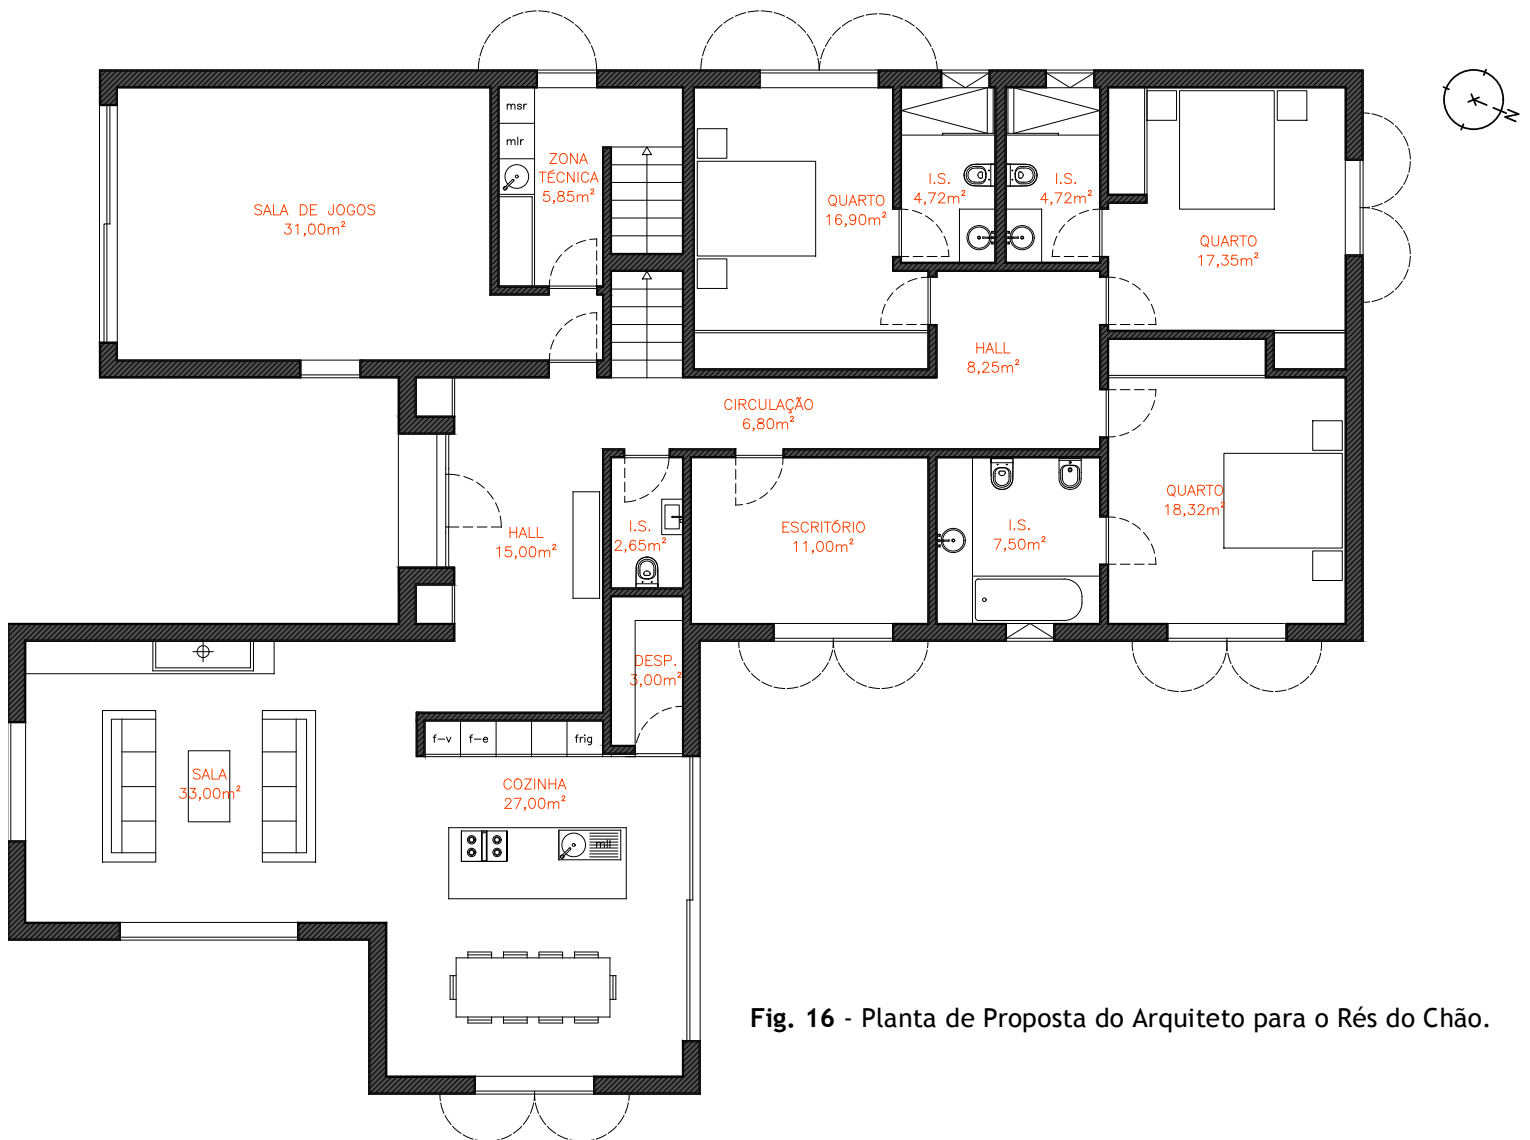 msr
mlr
ZONA
TÉCNICA
5,85m²
SALA DE JOGOS
31,00m²
QUARTO
16,90m²
I.S.
4,72m²
I.S.
4,72m²
QUARTO
17,35m²
N
HALL
8,25m²
CIRCULAÇÃO
6,80m²
HALL
15,00m²
I.S.
2,65m²
ESCRITÓRIO
11,00m²
I.S.
7,50m²
QUARTO
18,32m²
DESP.
3,00m²
f-v
f-e
frig
SALA
33,00m²
COZINHA
27,00m²
mll
Fig. 16 - Planta de Proposta do Arquiteto para o Rés do Chão.